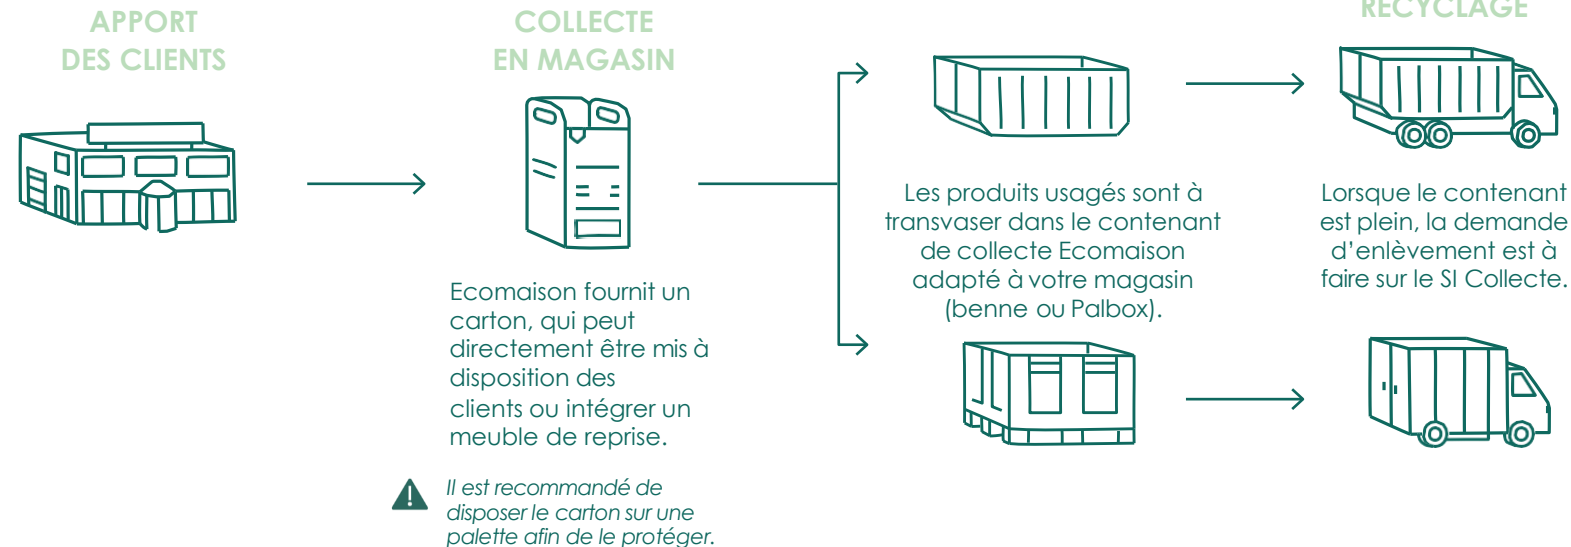 APPORT
DES CLIENTS
COLLECTE
EN MAGASIN
RECYCLAGE
Ecomaison fournit un
carton, qui peut
directement être mis à
disposition des
clients ou intégrer un
meuble de reprise.
Il est recommandé de
disposer le carton sur une
palette afin de le protéger.
Les produits usagés sont à
transvaser dans le contenant
de collecte Ecomaison
adapté à votre magasin
(benne ou Palbox).
Lorsque le contenant
est plein, la demande
d’enlèvement est à
faire sur le SI Collecte.